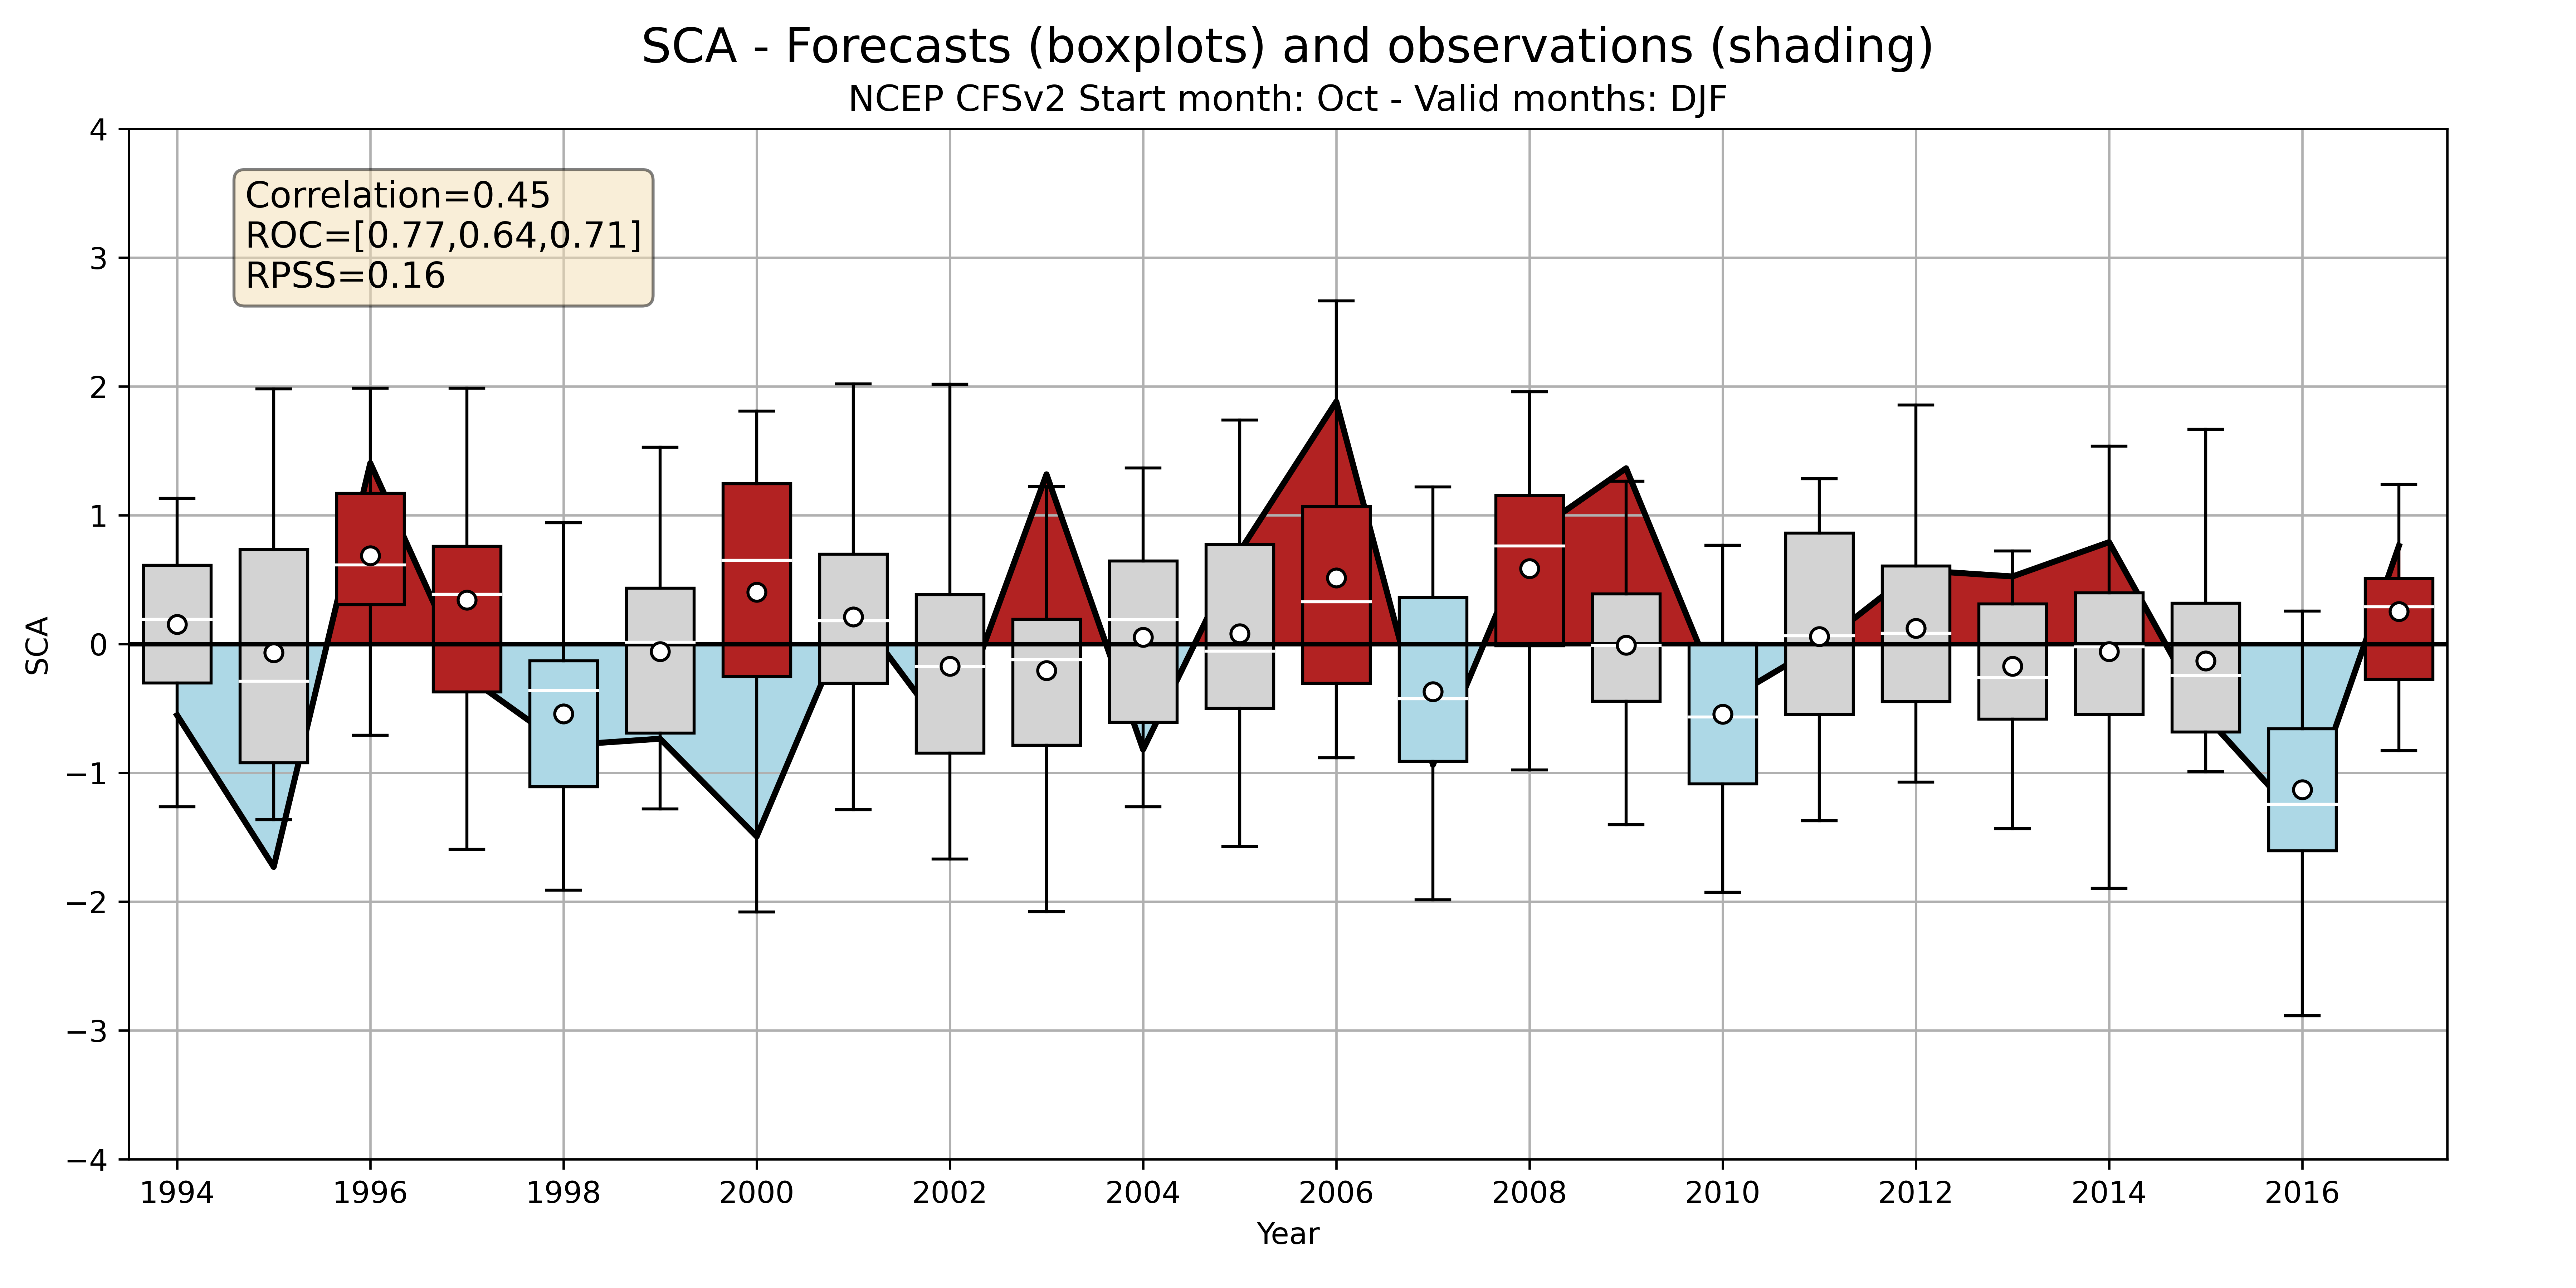 SCA - Forecasts (boxplots) and observations (shading)
NCEP CFSv2 Start month: Oct - Valid months: DJF
Correlation=0.45
ROC=[0.77,0.64,0.71]
RPSS=0.16
4
3
2
1
0
−1
−2
−3
−4
SCA
1994 1996 1998 2000 2002 2004 2006 2008 2010 2012 2014 2016
Year